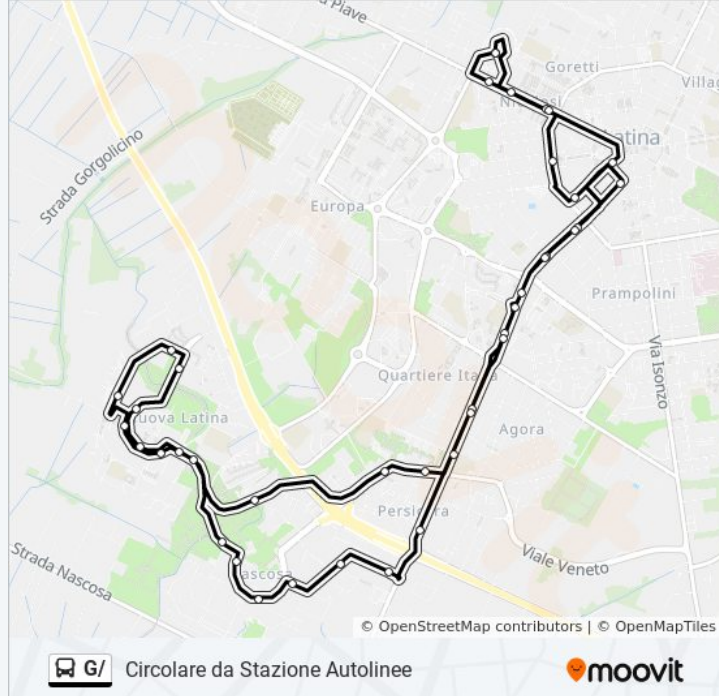 Piave
Goretti
Villag
Latina
Strada Gorgolicino
Europa
Prampolini
Via Isonzo
Quartiere Italia
Nuova Latina
Agora
Persicara
Viale Veneto
Nascosa
Strada Nascosa
© OpenStreetMap contributors | © OpenMapTiles
G/ Circolare da Stazione Autolinee
moovit